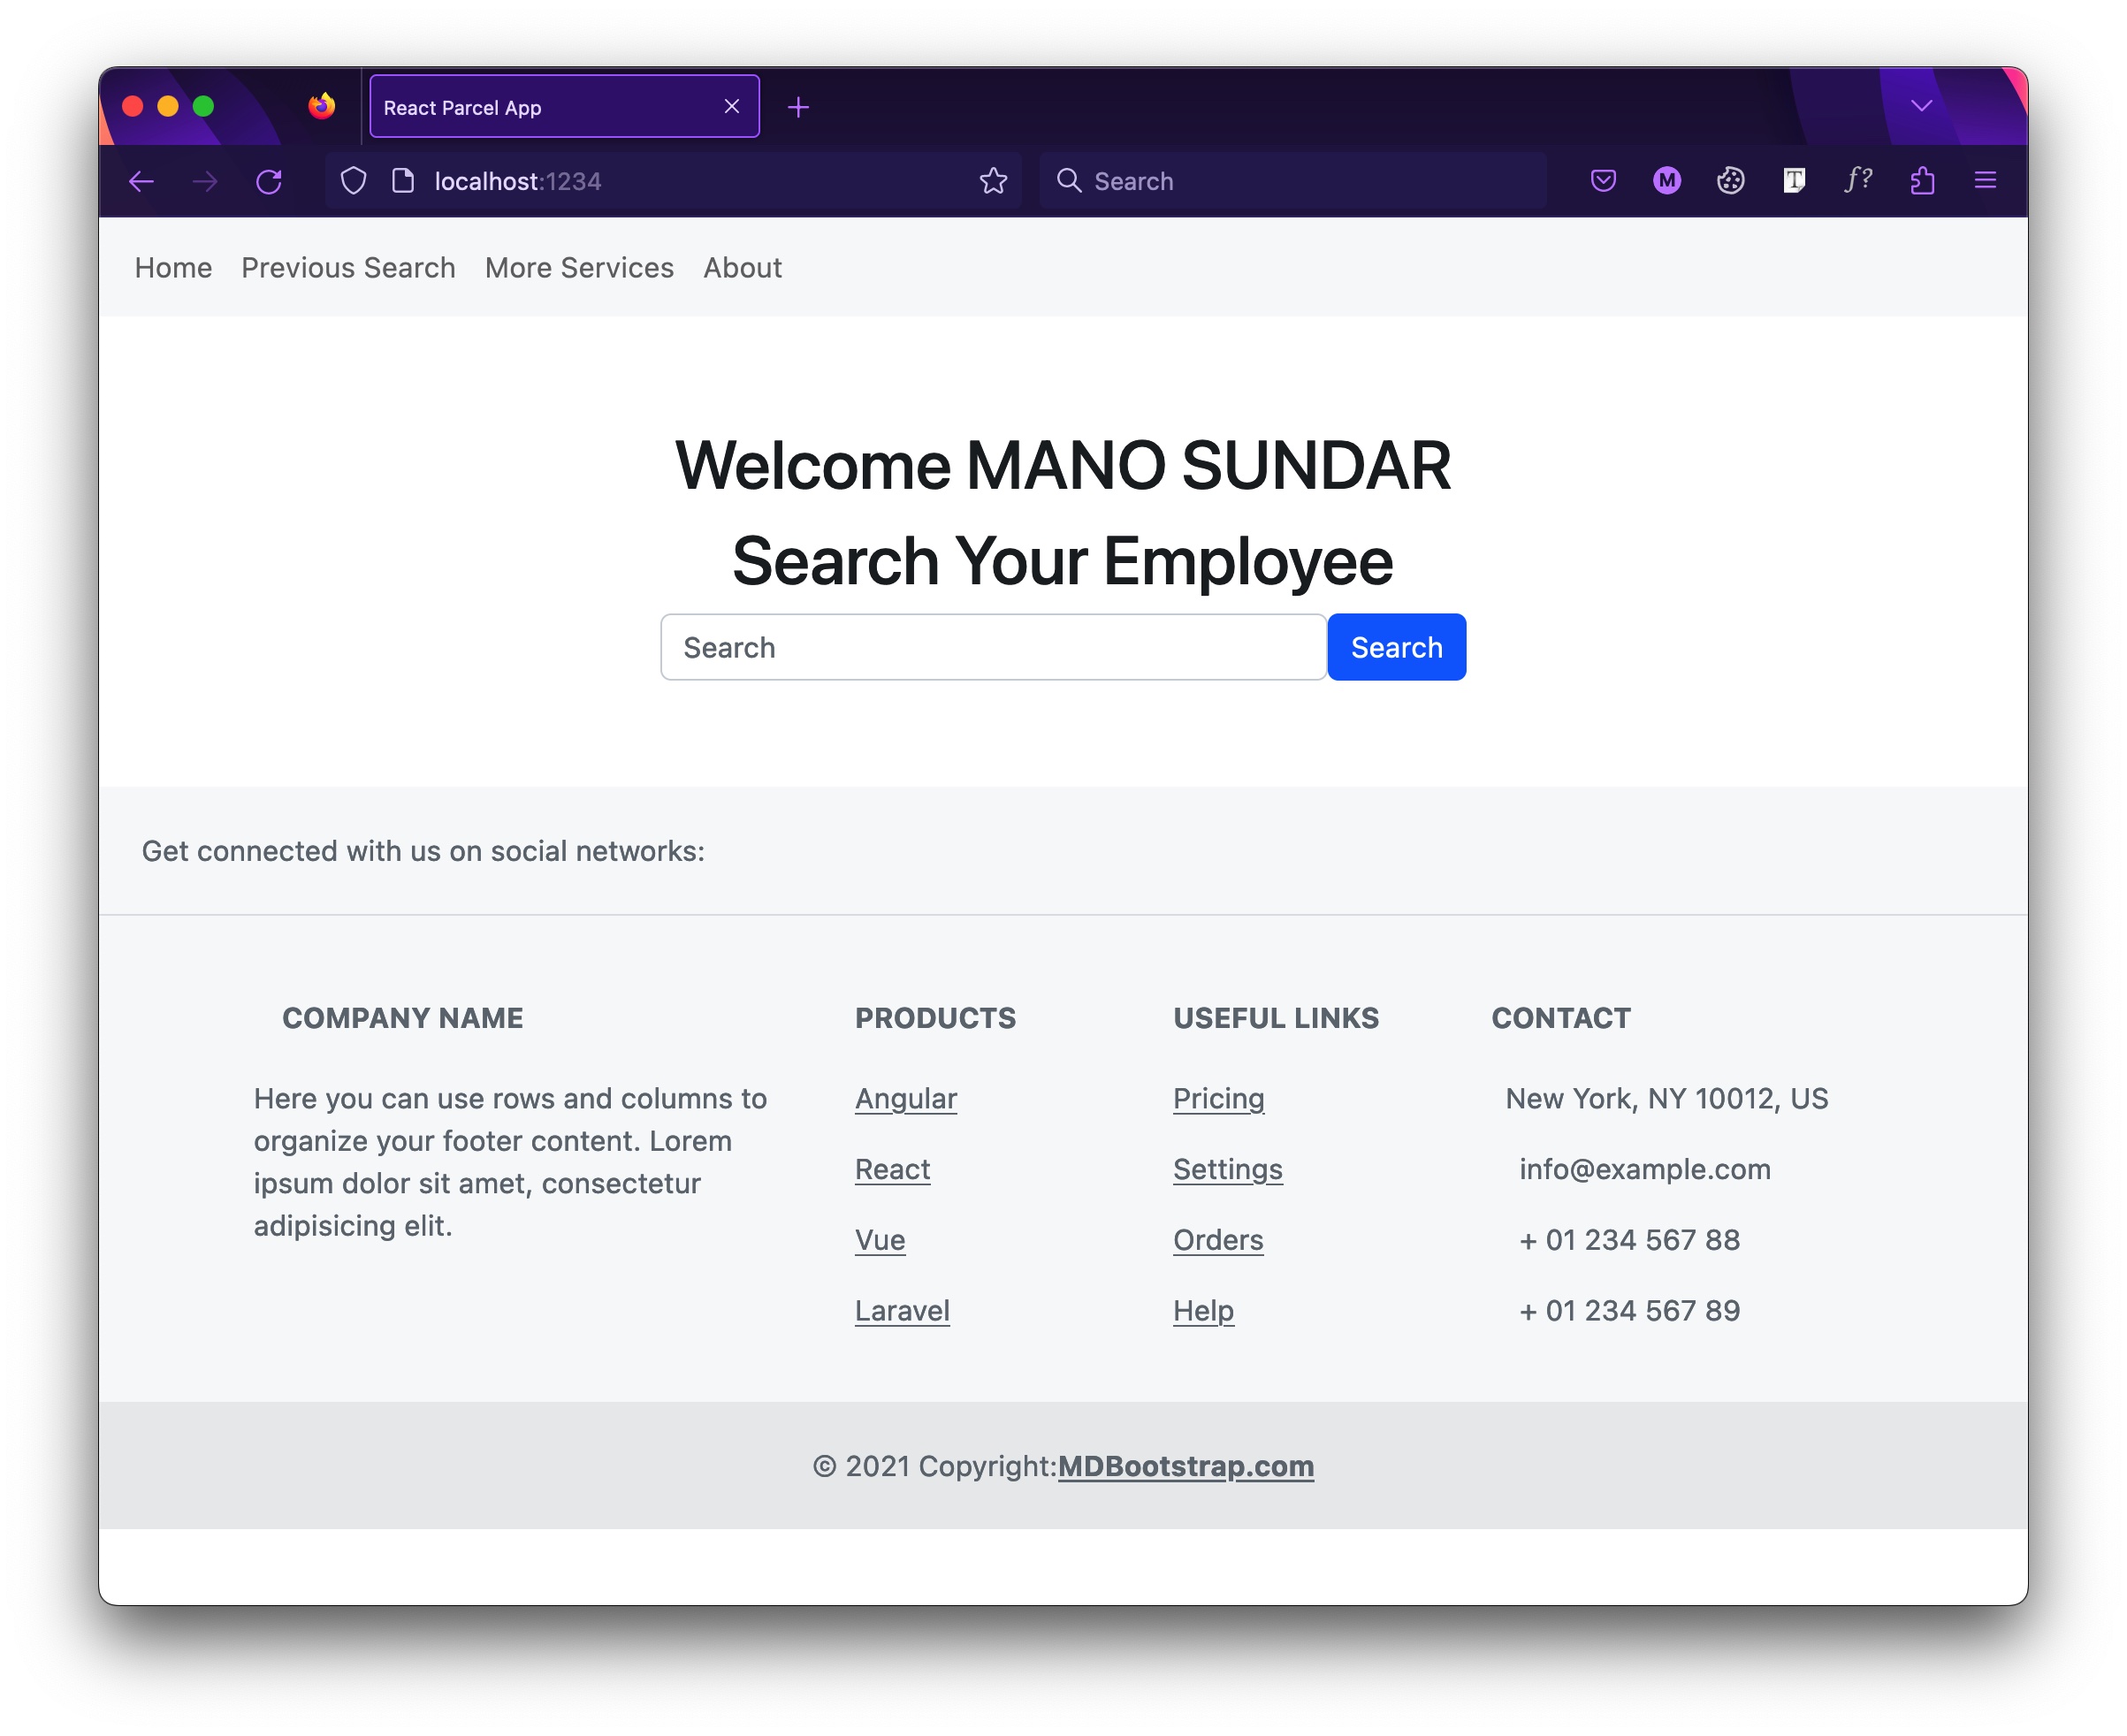 React Parcel App
localhost:1234
Search
M
T
f?
Home Previous Search More Services About
Welcome MANO SUNDAR
Search Your Employee
Search Search
Get connected with us on social networks:
COMPANY NAME
Here you can use rows and columns to
organize your footer content. Lorem
ipsum dolor sit amet, consectetur
adipisicing elit.
PRODUCTS
Angular
React
Vue
Laravel
USEFUL LINKS
Pricing
Settings
Orders
Help
CONTACT
New York, NY 10012, US
info@example.com
+ 01 234 567 88
+ 01 234 567 89
© 2021 Copyright:MDBootstrap.com